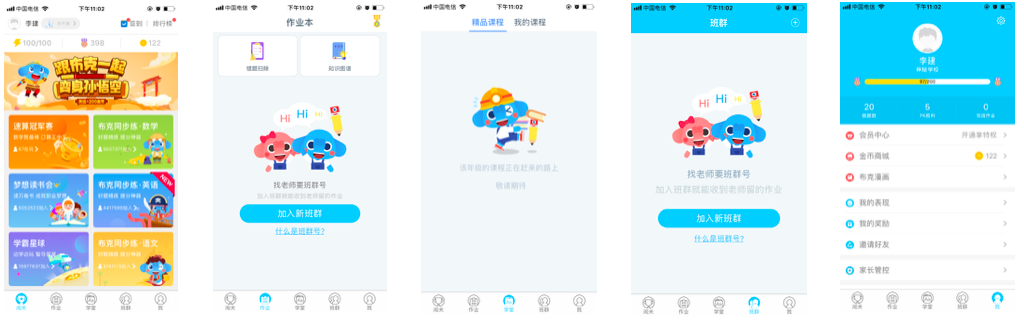 中国电信
下午11:02
李建
签到
排行榜
100/100
398
122
跟布克一起
变身孙悟空
速算冠军赛
布克同步练·数学
梦想读书会
布克同步练·英语
NEW
学霸星球
布克同步练·语文
闯关
作业
学堂
班群
我
中国电信
下午11:02
作业本
错题扫除
知识图谱
Hi
Hi
Hi
找老师要班群号
加入班群就能收到老师留的作业
加入新班群
什么是班群号?
闯关
作业
学堂
班群
我
中国电信
下午11:02
精品课程
我的课程
该年级的课程正在赶来的路上
敬请期待
闯关
作业
学堂
班群
我
中国电信
下午11:02
班群
Hi
Hi
Hi
找老师要班群号
加入班群就能收到老师留的作业
加入新班群
什么是班群号?
闯关
作业
学堂
班群
我
中国电信
下午11:02
李建
神秘学校
20
5
0
会员中心
开通享特权
金币商城
122
布克漫画
我的表现
我的奖励
邀请好友
家长管控
闯关
作业
学堂
班群
我